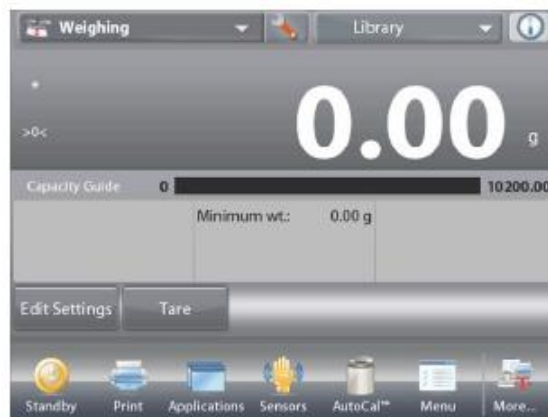 Weighing Library
*
>0<
0.00 g
Capacity Guide 0 10200.00
Minimum wt.: 0.00 g
Edit Settings Tare
Standby Print Applications Sensors AutoCal™ Menu More...